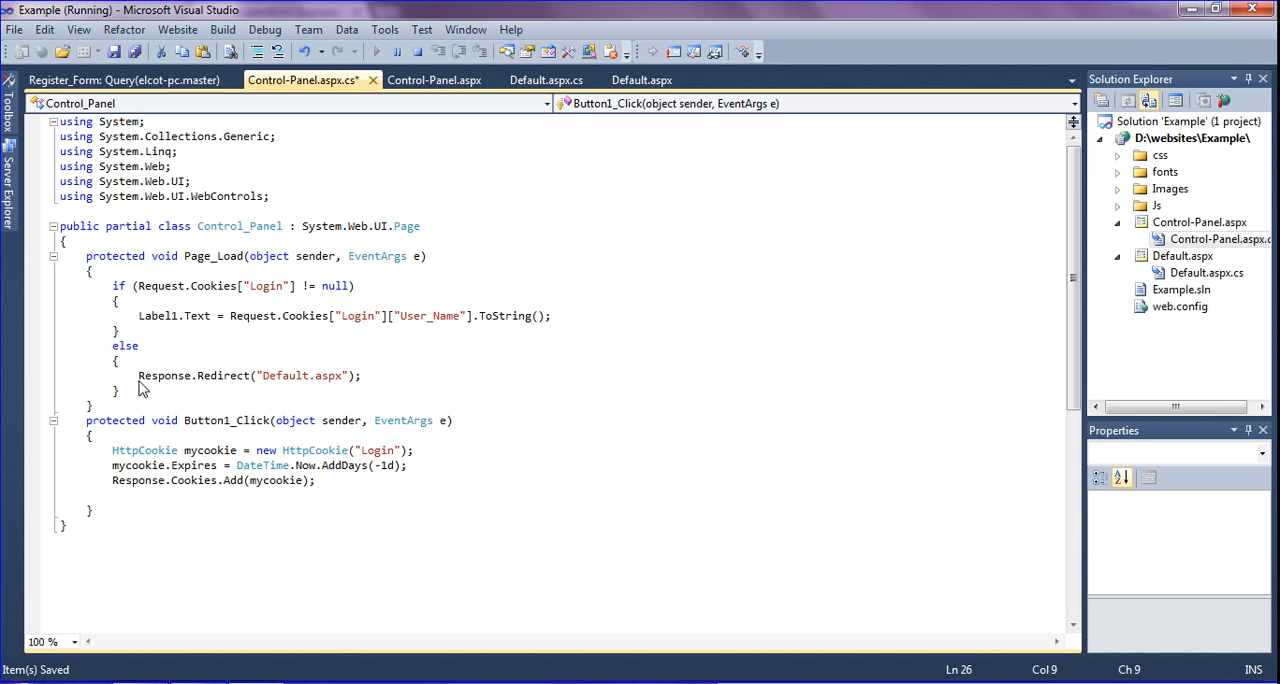 Example (Running) - Microsoft Visual Studio
File Edit View Refactor Website Build Debug Team Data Tools Test Window Help
Register_Form: Query(elcot-pc.master) Control-Panel.aspx.cs* Control-Panel.aspx Default.aspx.cs Default.aspx
Control_Panel Button1_Click(object sender, EventArgs e)
Toolbox
Server Explorer
using System;
using System.Collections.Generic;
using System.Linq;
using System.Web;
using System.Web.UI;
using System.Web.UI.WebControls;
public partial class Control_Panel : System.Web.UI.Page
{
protected void Page_Load(object sender, EventArgs e)
{
if (Request.Cookies["Login"] != null)
{
Label1.Text = Request.Cookies["Login"]["User_Name"].ToString();
}
else
{
Response.Redirect("Default.aspx");
}
}
protected void Button1_Click(object sender, EventArgs e)
{
HttpCookie mycookie = new HttpCookie("Login");
mycookie.Expires = DateTime.Now.AddDays(-1d);
Response.Cookies.Add(mycookie);
}
}
100 %
Solution Explorer
Solution 'Example' (1 project)
D:\websites\Example\
css
fonts
Images
Js
Control-Panel.aspx
Control-Panel.aspx.c
Default.aspx
Default.aspx.cs
Example.sln
web.config
Properties
Item(s) Saved Ln 26 Col 9 Ch 9 INS